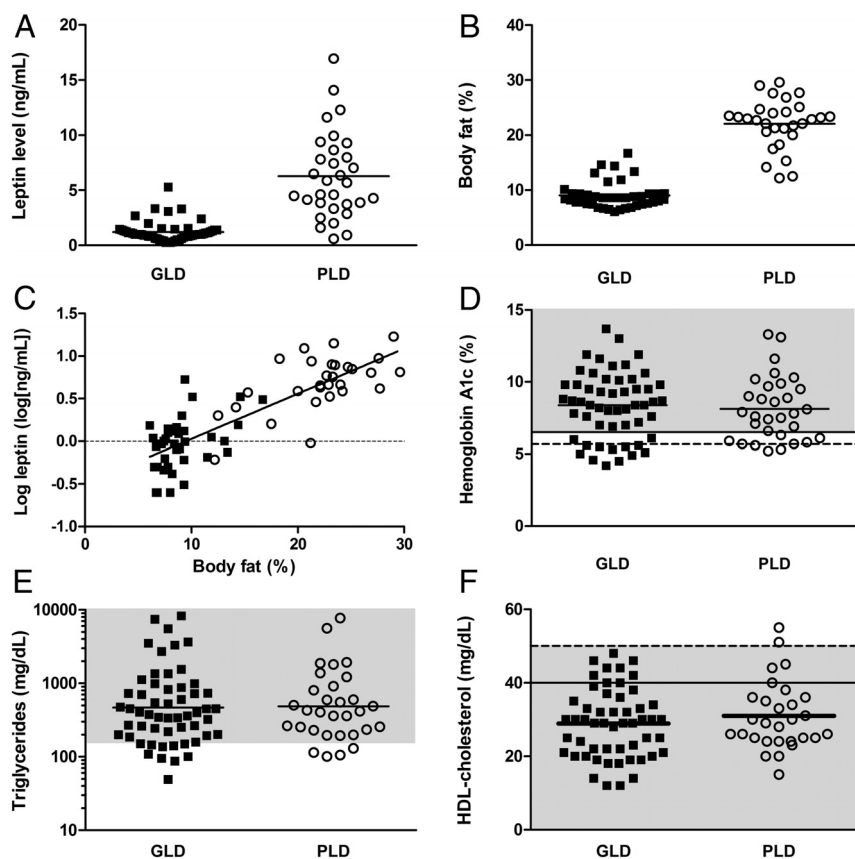 A
Leptin level (ng/mL)
20
15
10
5
0
GLD PLD
B
Body fat (%)
40
30
20
10
0
GLD PLD
C
Log leptin (log[ng/mL])
1.5
1.0
0.5
0.0
-0.5
-1.0
0 10 20 30
Body fat (%)
D
Hemoglobin A1c (%)
15
10
5
0
GLD PLD
E
Triglycerides (mg/dL)
10000
1000
100
10
GLD PLD
F
HDL-cholesterol (mg/dL)
60
40
20
0
GLD PLD